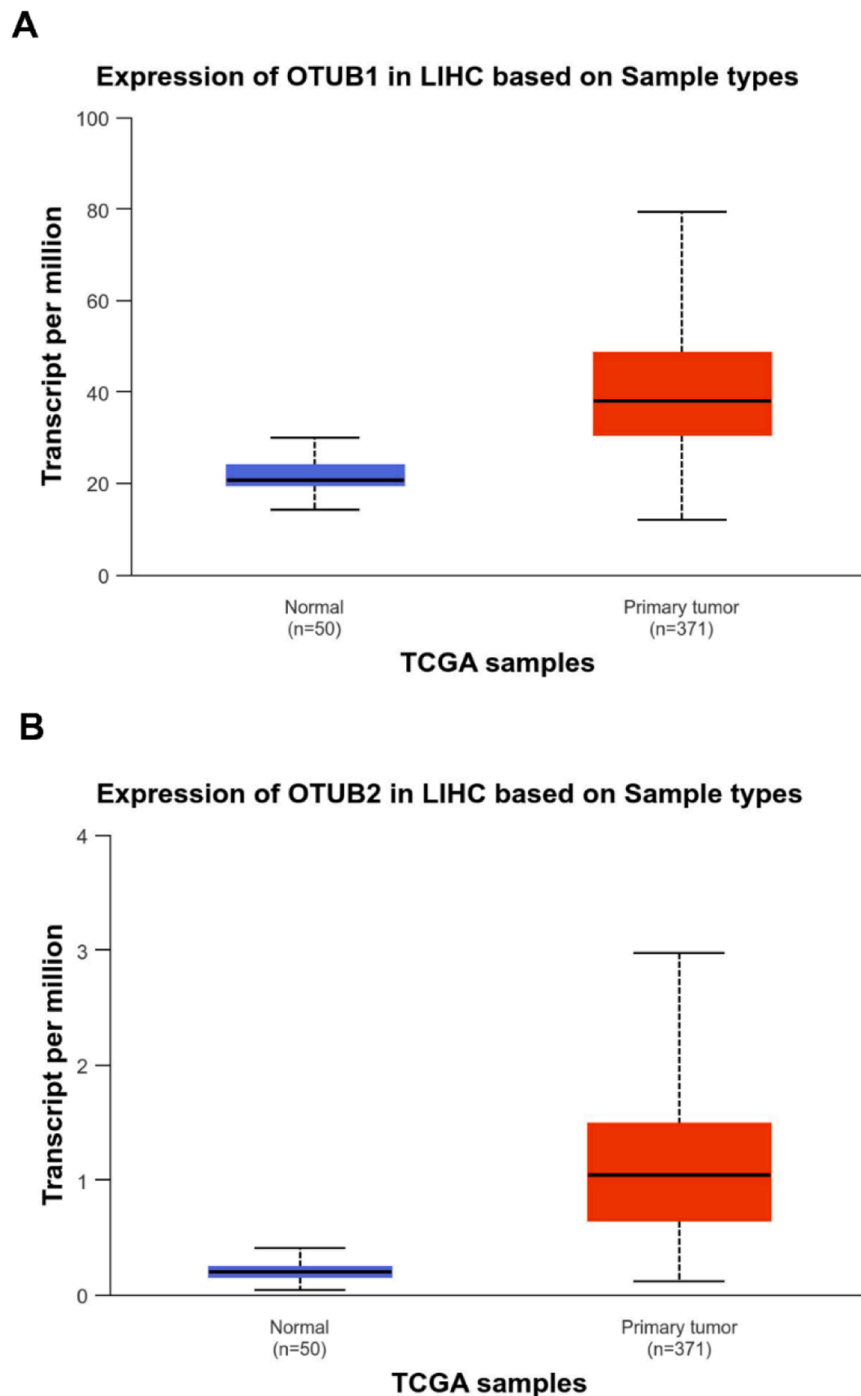 A
Expression of OTUB1 in LIHC based on Sample types
Transcript per million
100
80
60
40
20
0
Normal
(n=50)
Primary tumor
(n=371)
TCGA samples
B
Expression of OTUB2 in LIHC based on Sample types
Transcript per million
4
3
2
1
0
Normal
(n=50)
Primary tumor
(n=371)
TCGA samples